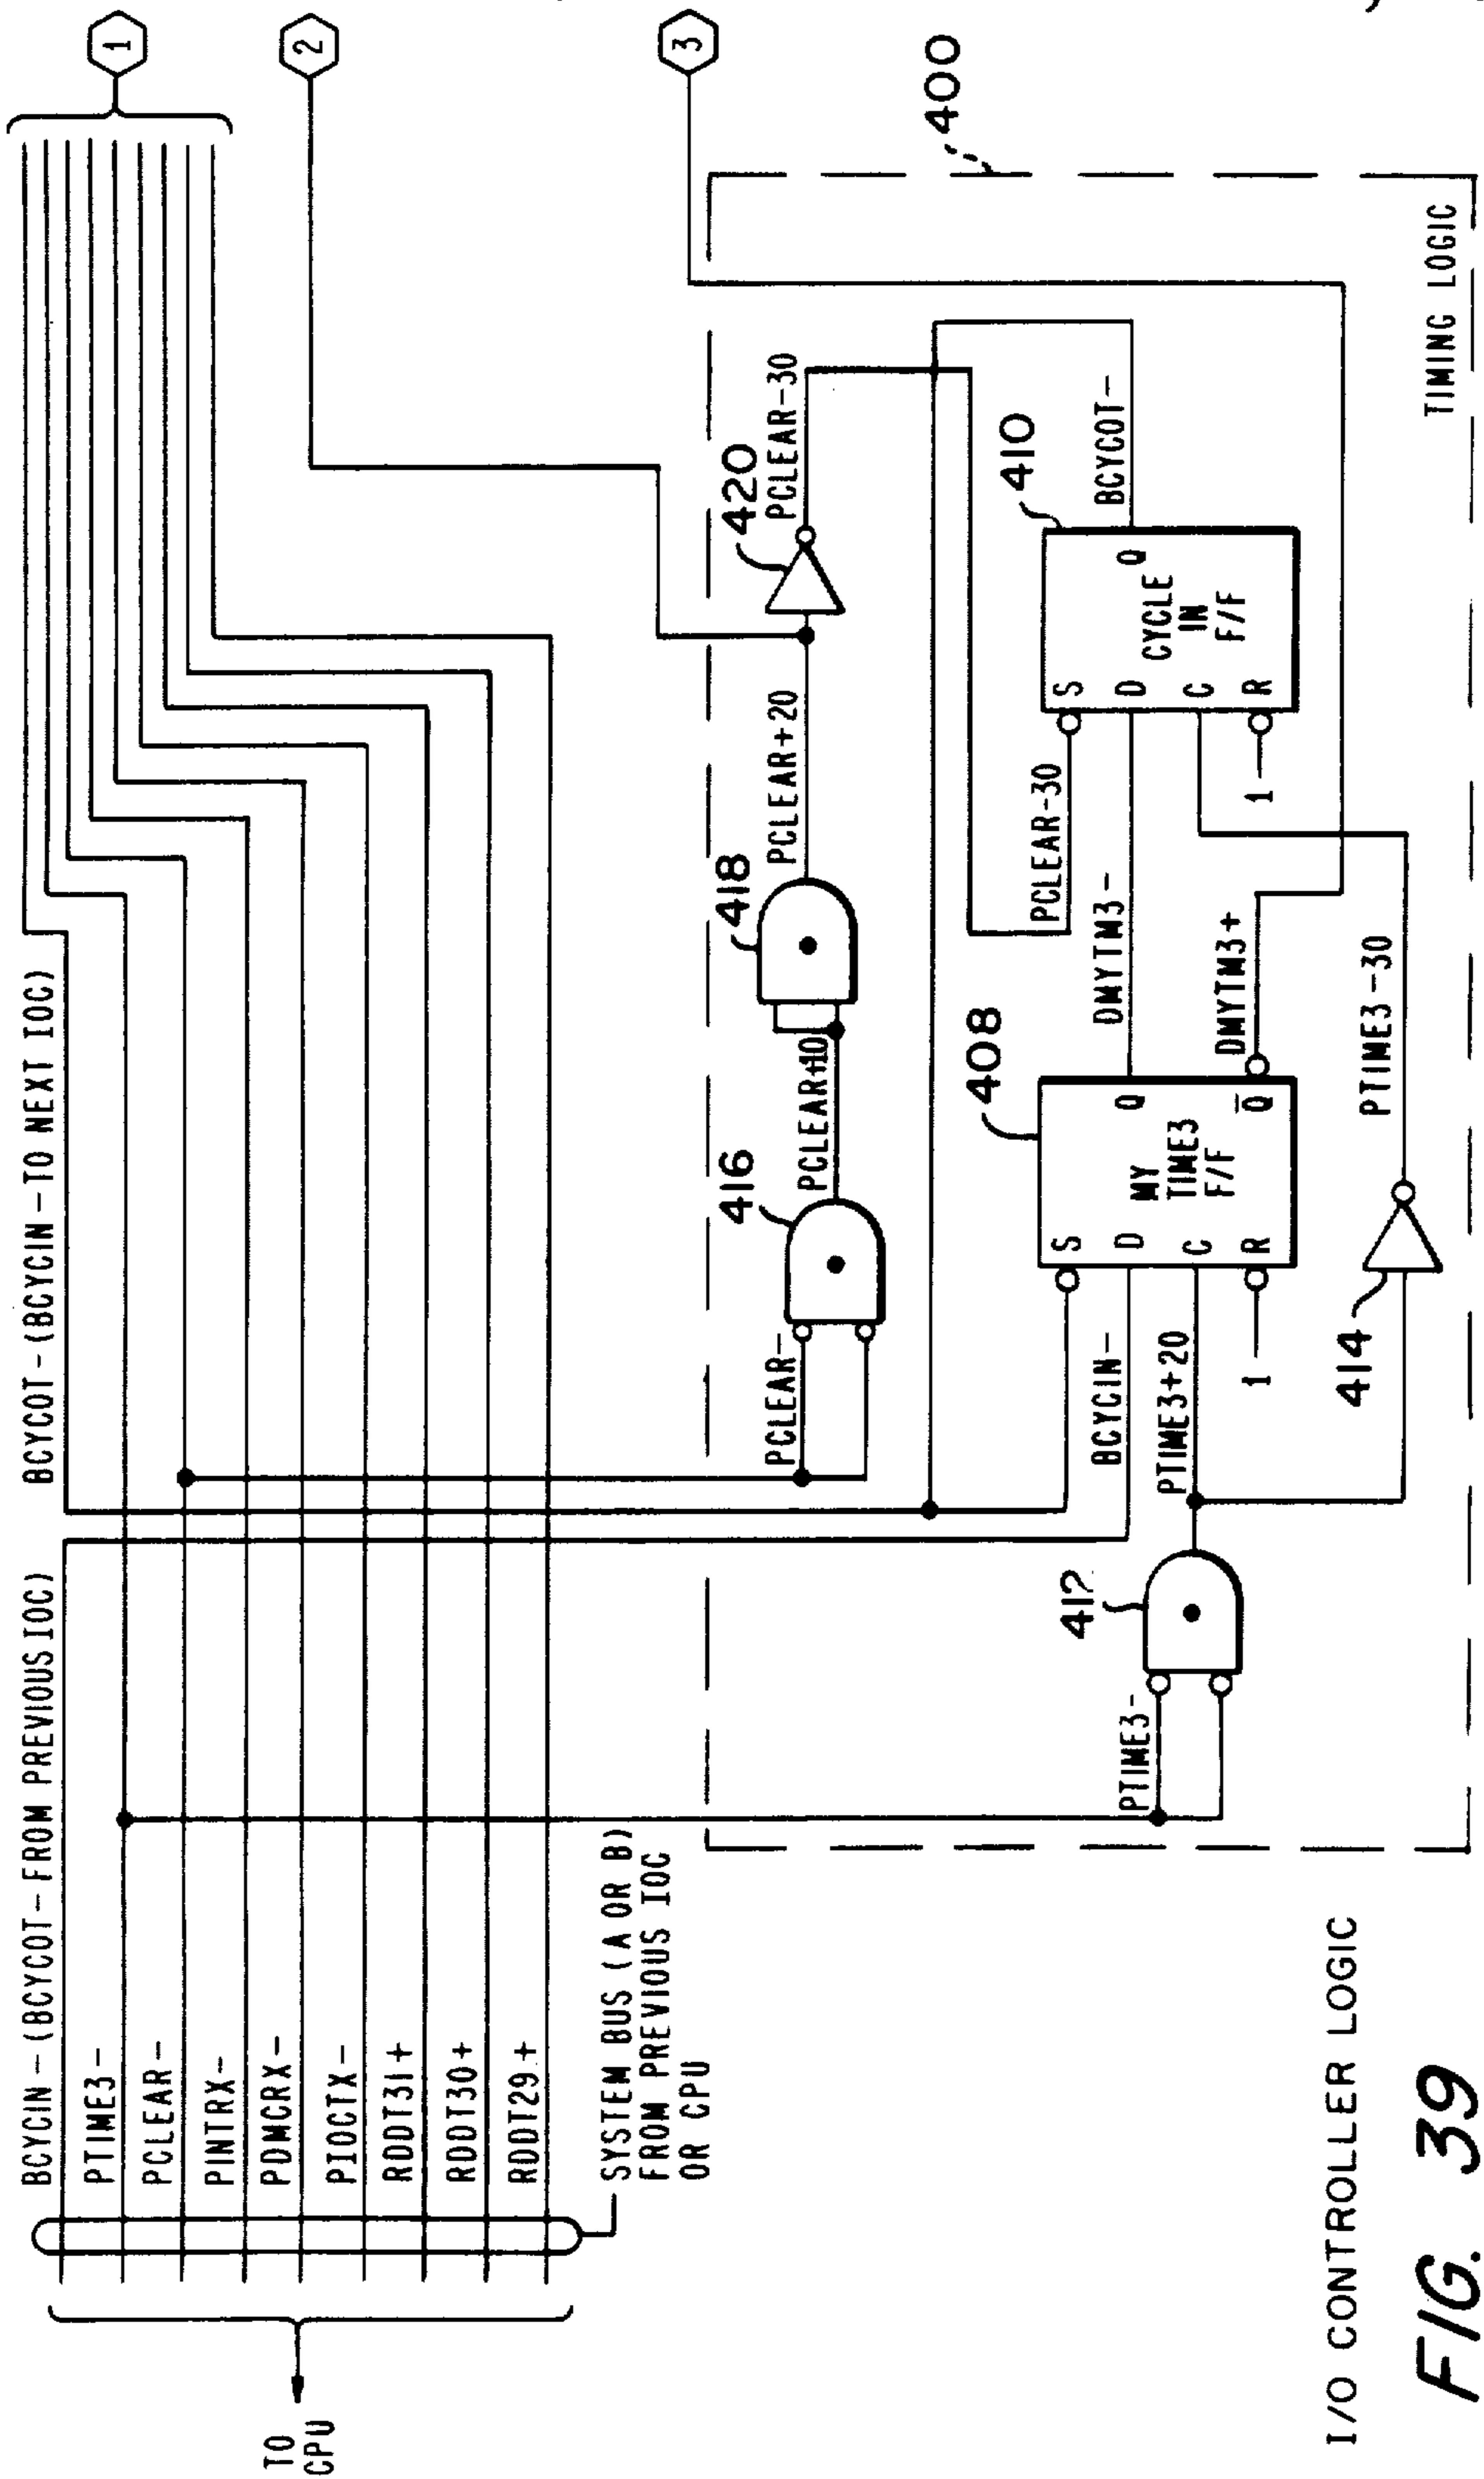 BCYCIN - (BCYCOT - FROM PREVIOUS IOC)
BCYCOT - (BCYCIN - TO NEXT IOC)
PTIME3 -
PCLEAR -
PINTRX -
PDMCRX -
PIOCTX -
RDDT31 +
RDDT30 +
RDDT29 +
TO
CPU
SYSTEM BUS (A OR B)
FROM PREVIOUS IOC
OR CPU
1
2
3
400
PCLEAR -
416
PCLEAR+10
418
PCLEAR+20
420
PCLEAR-30
PTIME3 -
412
BCYCIN -
PTIME3+20
1
S
D
C
R
MY
TIME3
F/F
Q
Q̅
408
DMYTM3 -
DMYTM3 +
414
PTIME3-30
PCLEAR-30
1
S
D
C
R
CYCLE
IN
F/F
Q
410
BCYCOT -
TIMING LOGIC
I/O CONTROLLER LOGIC
FIG. 39